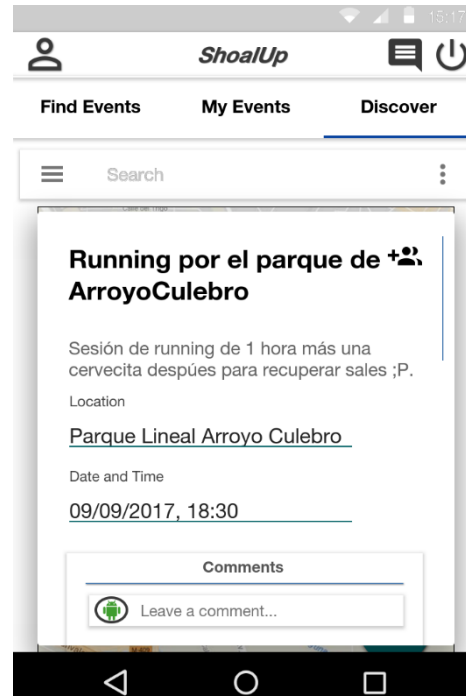 15:17
ShoalUp
Find Events My Events Discover
Search
Running por el parque de
ArroyoCulebro
Sesión de running de 1 hora más una
cervecita despúes para recuperar sales ;P.
Location
Parque Lineal Arroyo Culebro
Date and Time
09/09/2017, 18:30
Comments
Leave a comment...